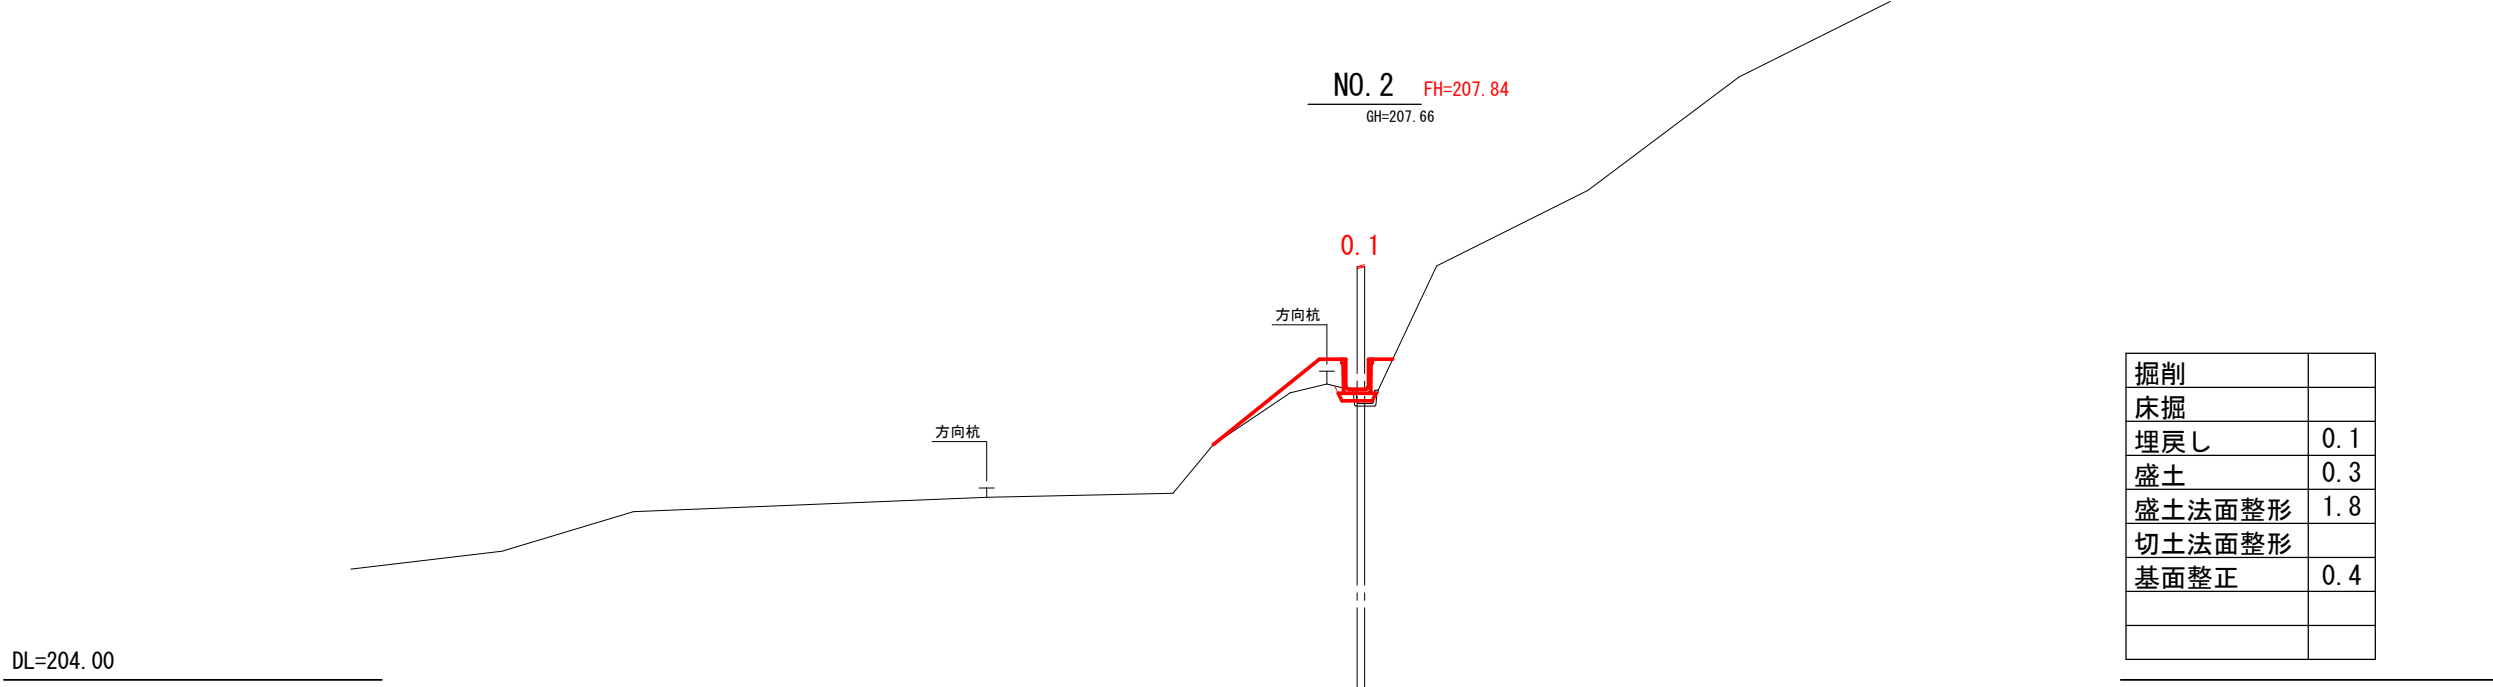 NO.2 FH=207.84
GH=207.66
0.1
方向杭
方向杭
掘削
床掘
埋戻し 0.1
盛土 0.3
盛土法面整形 1.8
切土法面整形
基面整正 0.4
DL=204.00